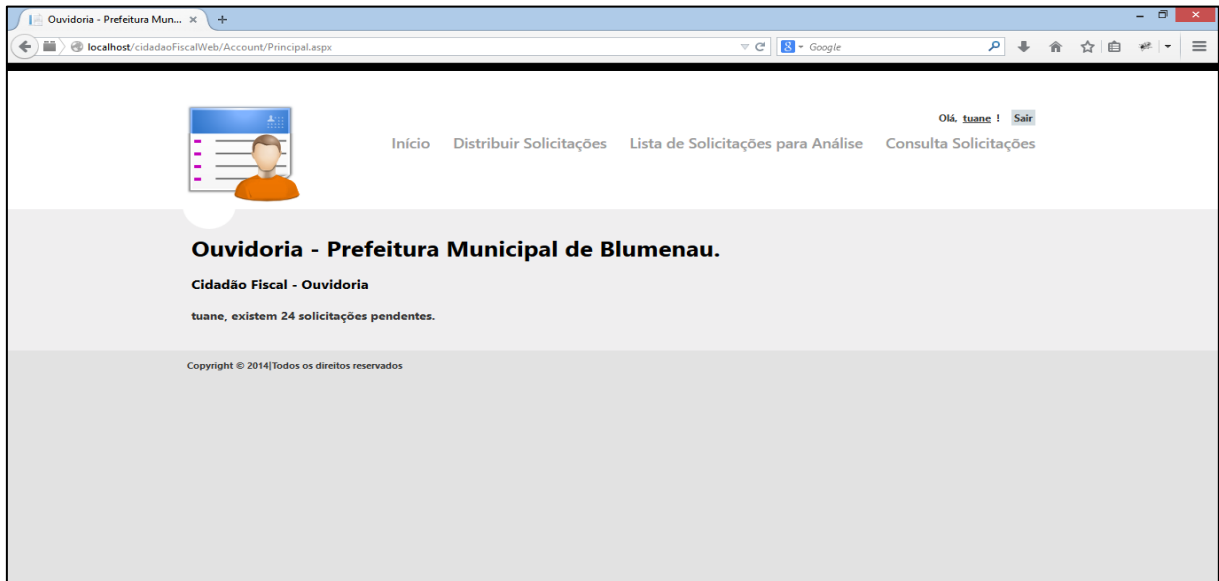 Ouvidoria - Prefeitura Mun...
localhost/cidadaoFiscalWeb/Account/Principal.aspx
Google
Olá, tuane ! Sair
Início Distribuir Solicitações Lista de Solicitações para Análise Consulta Solicitações
Ouvidoria - Prefeitura Municipal de Blumenau.
Cidadão Fiscal - Ouvidoria
tuane, existem 24 solicitações pendentes.
Copyright © 2014|Todos os direitos reservados